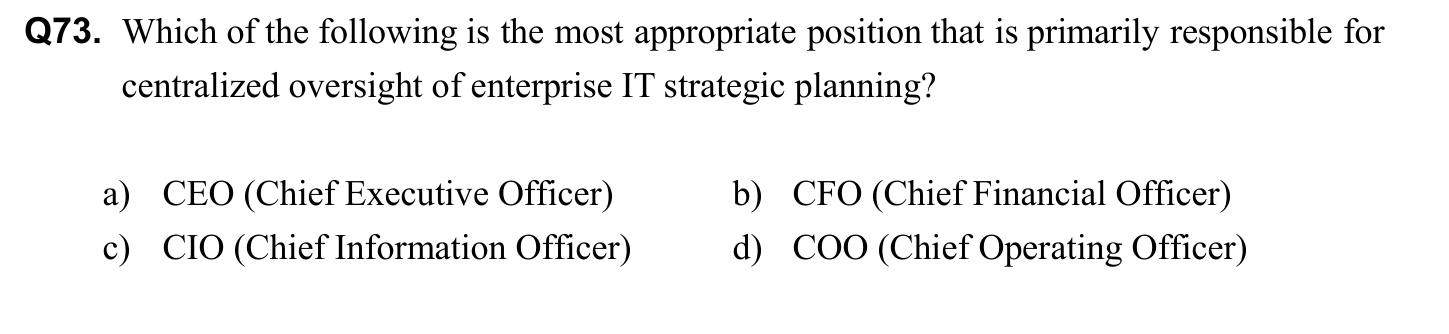 Q73. Which of the following is the most appropriate position that is primarily responsible for
centralized oversight of enterprise IT strategic planning?
a) CEO (Chief Executive Officer) b) CFO (Chief Financial Officer)
c) CIO (Chief Information Officer) d) COO (Chief Operating Officer)